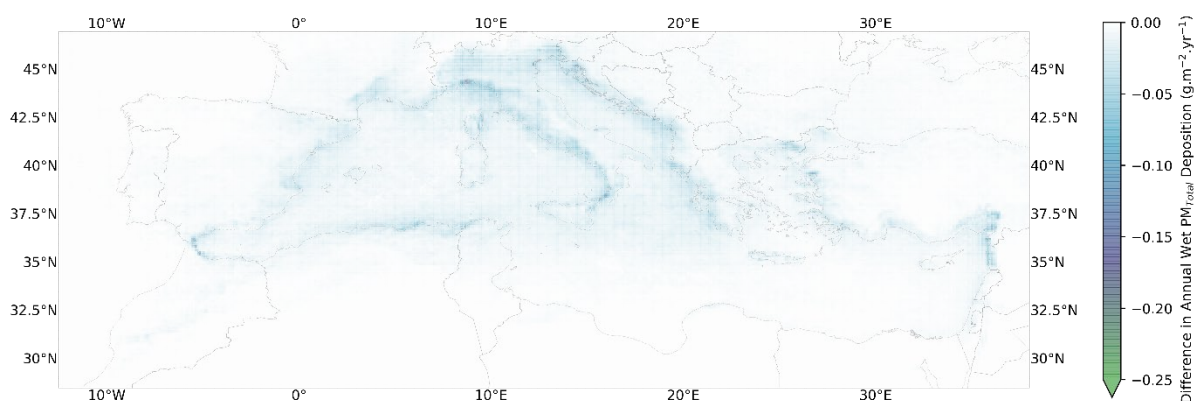 10°W 0° 10°E 20°E 30°E
45°N 45°N
42.5°N 42.5°N
40°N 40°N
37.5°N 37.5°N
35°N 35°N
32.5°N 32.5°N
30°N 30°N
10°W 0° 10°E 20°E 30°E
0.00
−0.05
−0.10
−0.15
−0.20
−0.25
Difference in Annual Wet PM_Total Deposition (g.m⁻².yr⁻¹)